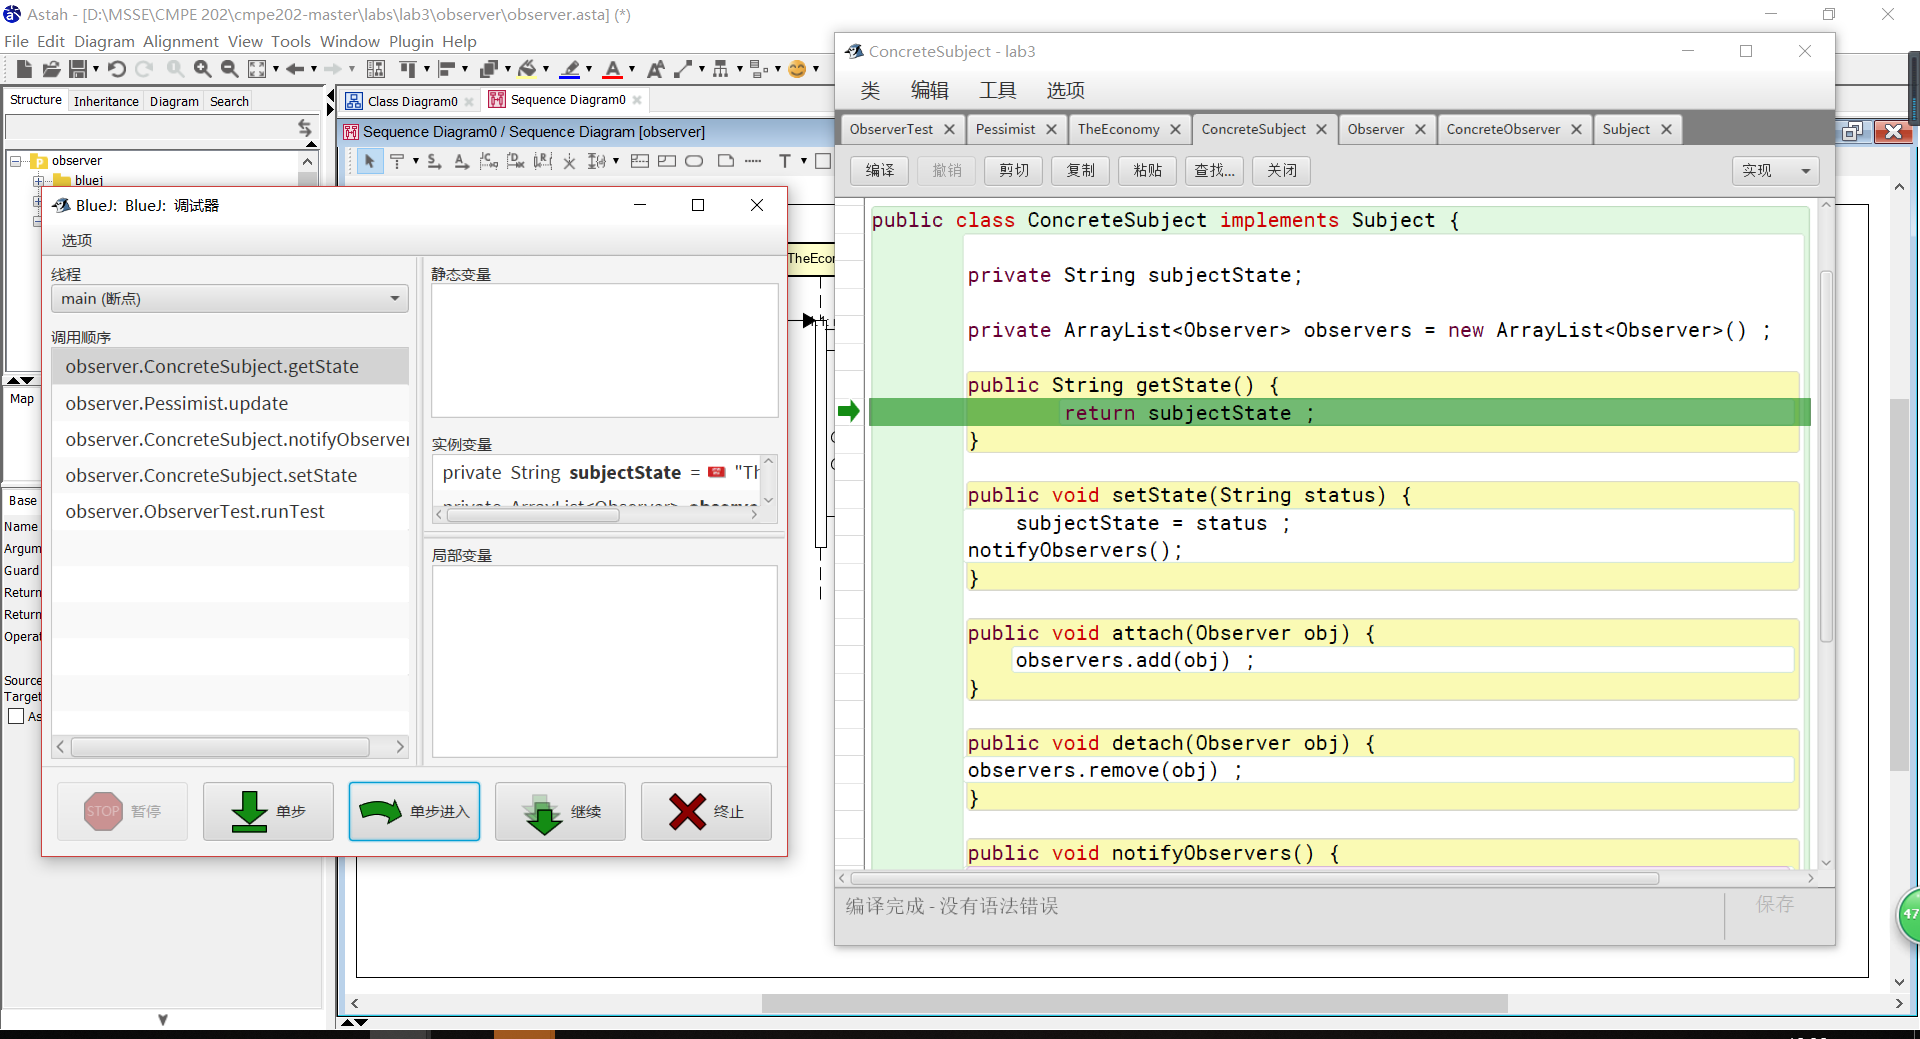 Astah - [D:\MSSE\CMPE 202\cmpe202-master\labs\lab3\observer\observer.asta] (*)
File Edit Diagram Alignment View Tools Window Plugin Help
Structure Inheritance Diagram Search
Class Diagram0 Sequence Diagram0
Sequence Diagram0 / Sequence Diagram [observer]
observer
bluej
Map
Base
Name
Argum
Guard
Return
Return
Operat
Source
Target
As
TheEcon
BlueJ: BlueJ: 调试器
选项
线程
main (断点)
调用顺序
observer.ConcreteSubject.getState
observer.Pessimist.update
observer.ConcreteSubject.notifyObserver
observer.ConcreteSubject.setState
observer.ObserverTest.runTest
静态变量
实例变量
private String subjectState = "Th
private ArrayList<Observer> observe
局部变量
STOP 暂停
单步
单步进入
继续
终止
ConcreteSubject - lab3
类 编辑 工具 选项
ObserverTest Pessimist TheEconomy ConcreteSubject Observer ConcreteObserver Subject
编译 撤销 剪切 复制 粘贴 查找... 关闭 实现
public class ConcreteSubject implements Subject {
private String subjectState;
private ArrayList<Observer> observers = new ArrayList<Observer>() ;
public String getState() {
return subjectState ;
}
public void setState(String status) {
subjectState = status ;
notifyObservers();
}
public void attach(Observer obj) {
observers.add(obj) ;
}
public void detach(Observer obj) {
observers.remove(obj) ;
}
public void notifyObservers() {
编译完成 - 没有语法错误
保存
47